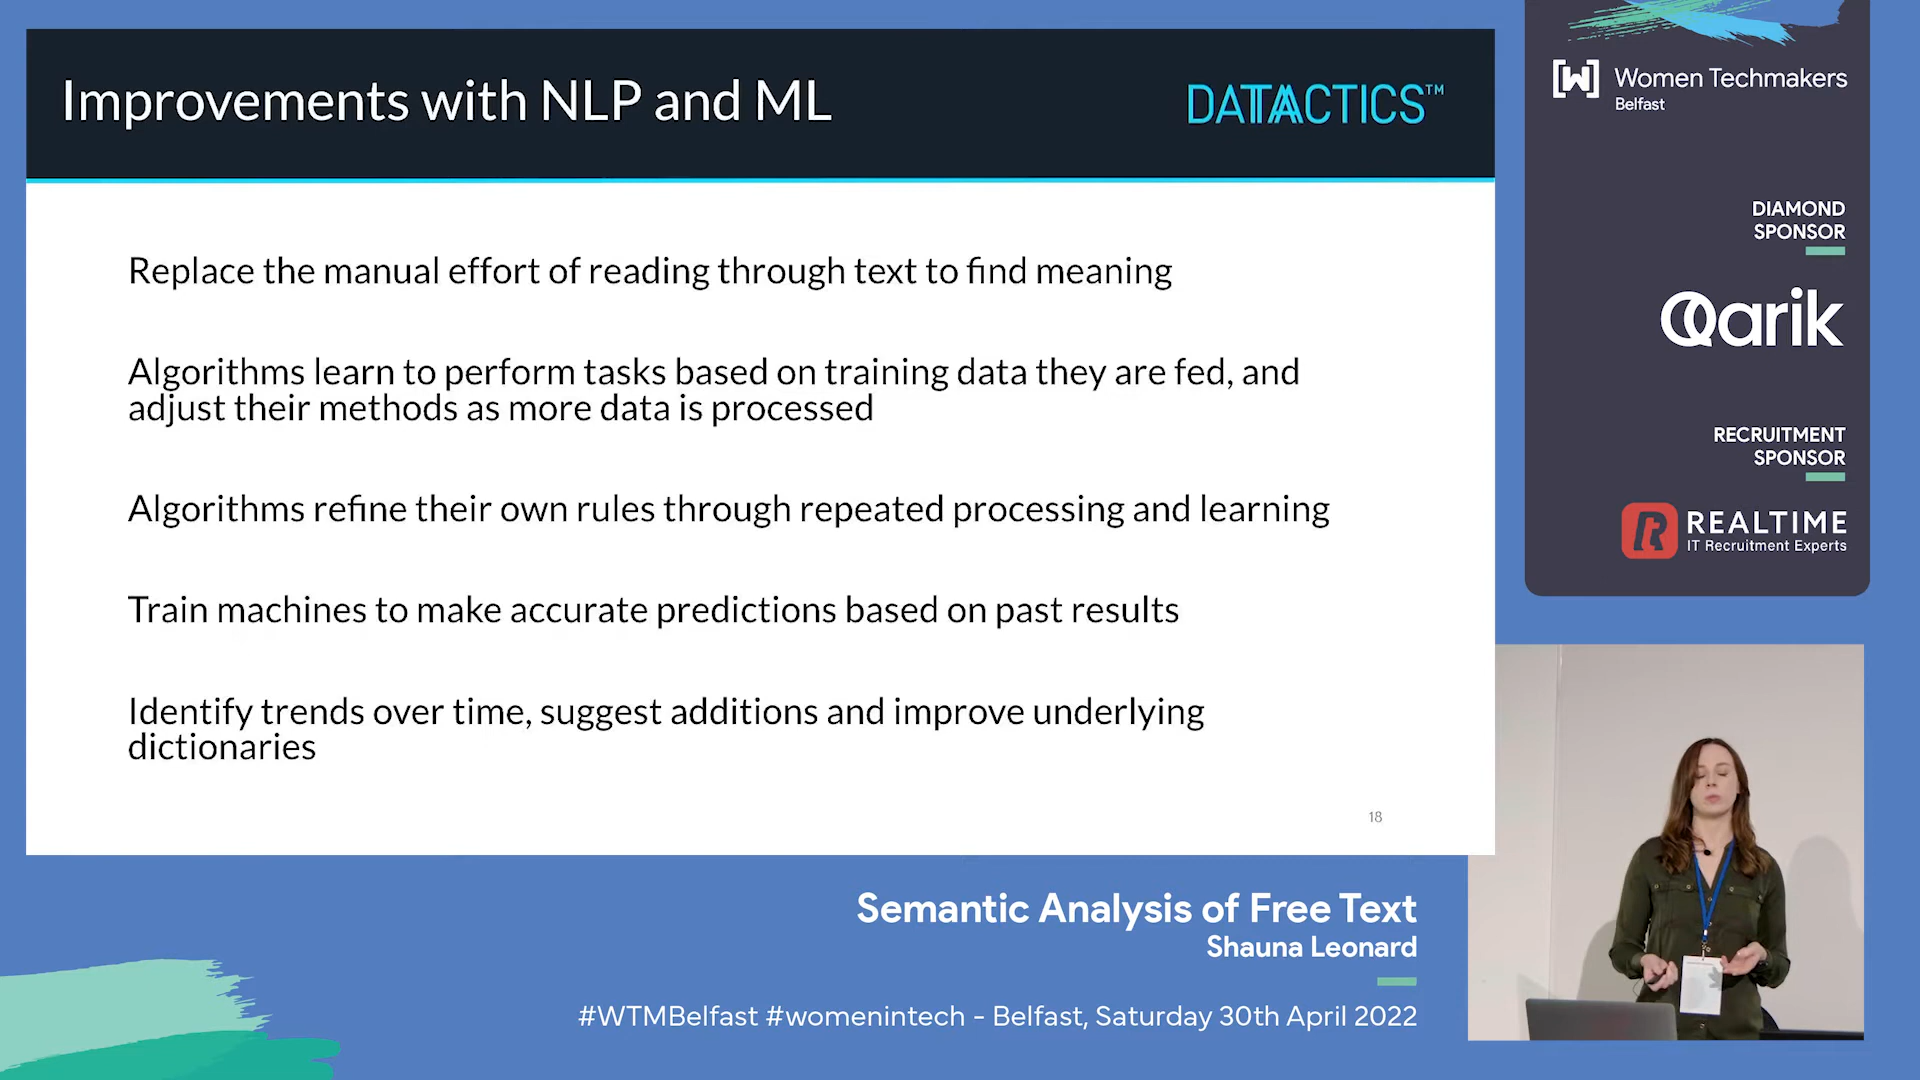 Improvements with NLP and ML
DATACTICS™
Replace the manual effort of reading through text to find meaning
Algorithms learn to perform tasks based on training data they are fed, and
adjust their methods as more data is processed
Algorithms refine their own rules through repeated processing and learning
Train machines to make accurate predictions based on past results
Identify trends over time, suggest additions and improve underlying
dictionaries
18
Women Techmakers
Belfast
DIAMOND
SPONSOR
Qarik
RECRUITMENT
SPONSOR
REALTIME
IT Recruitment Experts
Semantic Analysis of Free Text
Shauna Leonard
#WTMBelfast #womenintech - Belfast, Saturday 30th April 2022